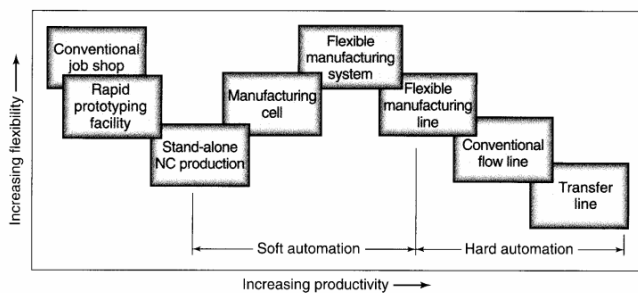 Conventional
job shop
Rapid
prototyping
facility
Stand-alone
NC production
Manufacturing
cell
Flexible
manufacturing
system
Flexible
manufacturing
line
Conventional
flow line
Transfer
line
Soft automation
Hard automation
Increasing flexibility
Increasing productivity